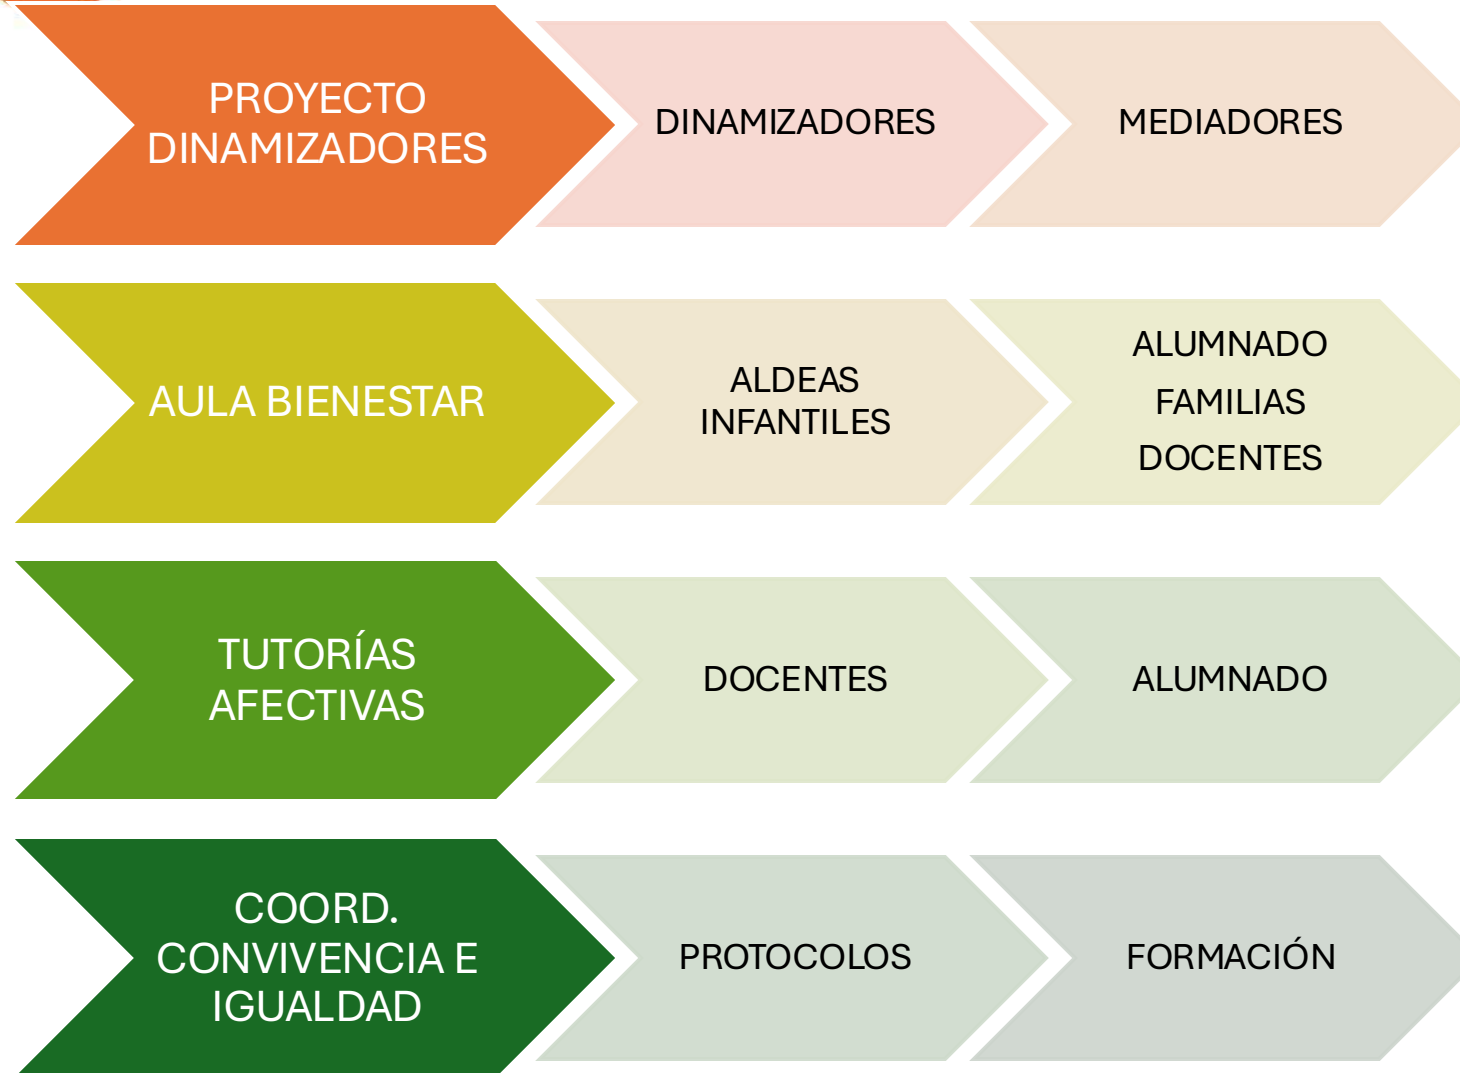 PROYECTO
DINAMIZADORES
DINAMIZADORES
MEDIADORES
AULA BIENESTAR
ALDEAS
INFANTILES
ALUMNADO
FAMILIAS
DOCENTES
TUTORÍAS
AFECTIVAS
DOCENTES
ALUMNADO
COORD.
CONVIVENCIA E
IGUALDAD
PROTOCOLOS
FORMACIÓN